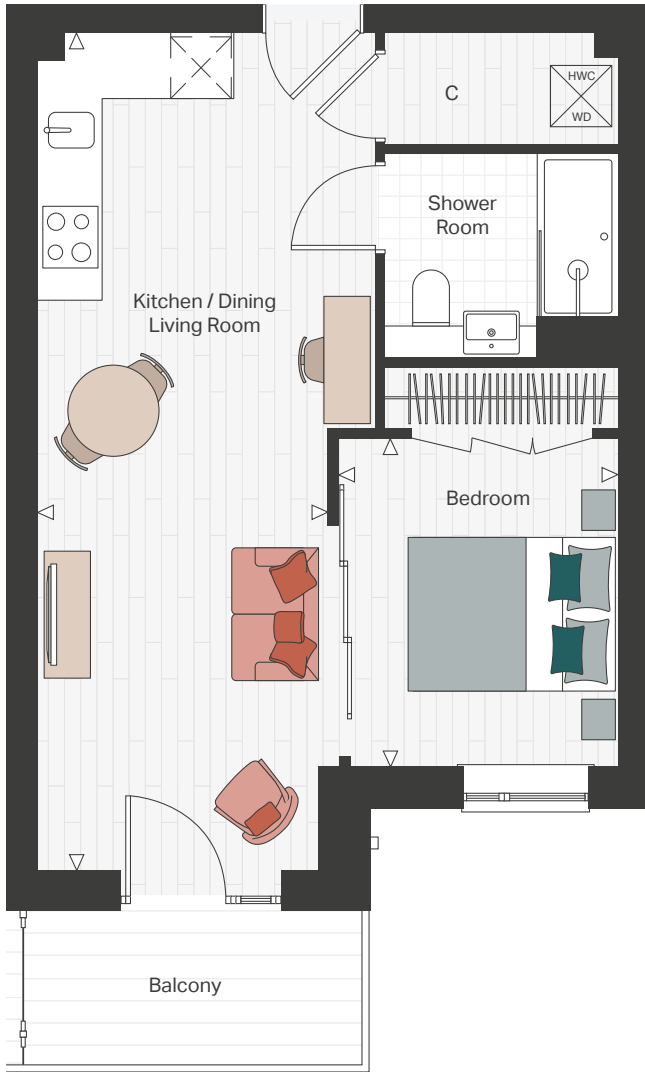 HWC
C
WD
Shower
Room
Kitchen / Dining
Living Room
Bedroom
Balcony